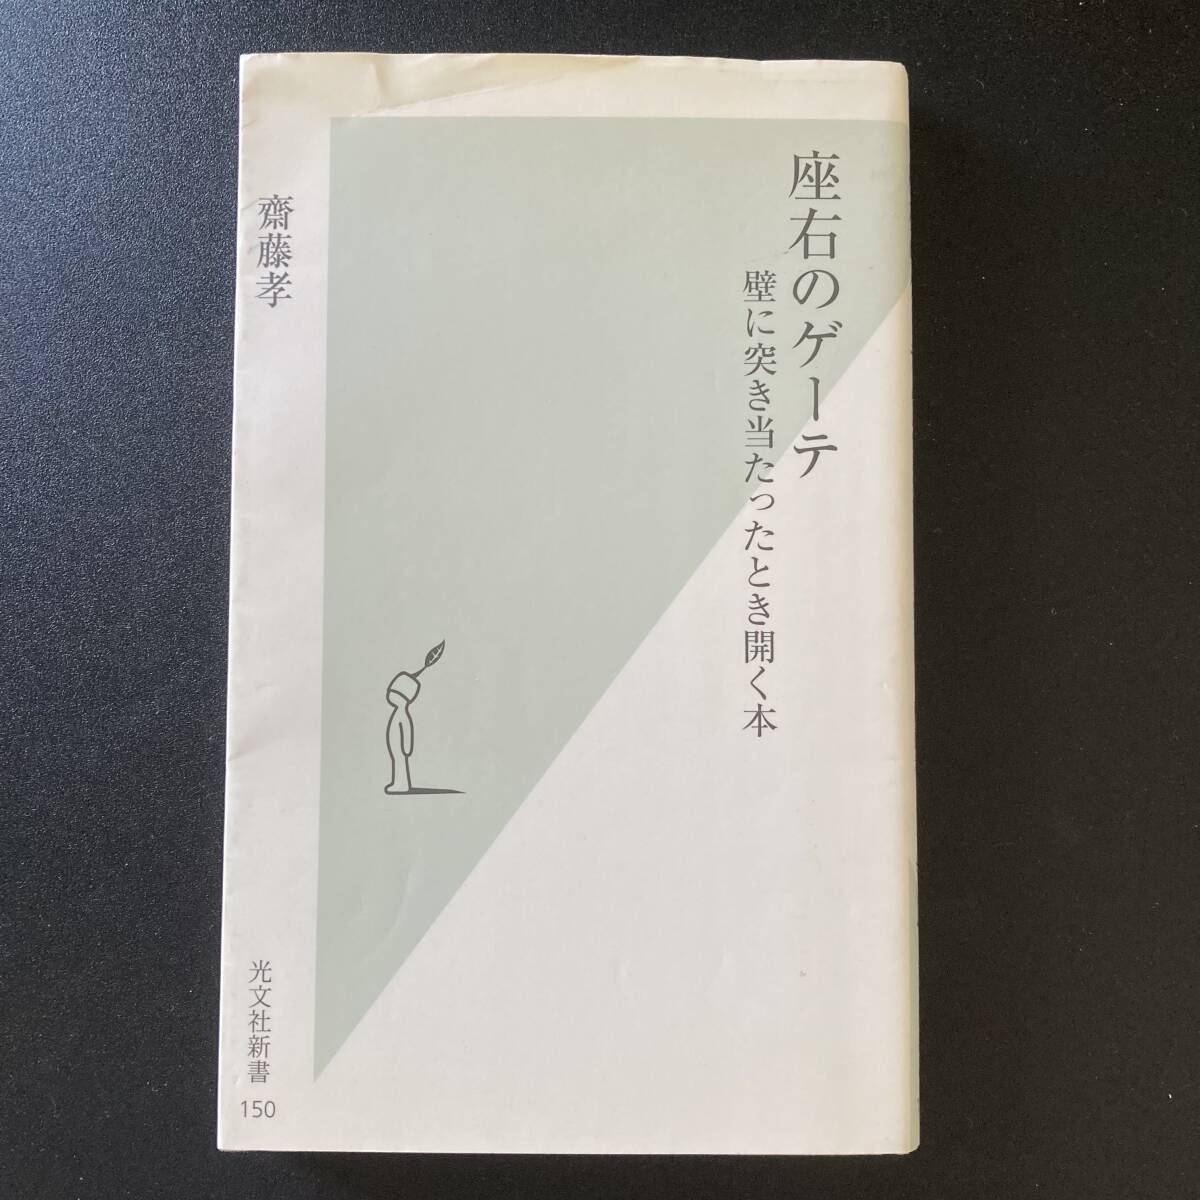 座右のゲーテ
壁に突き当たったとき開く本
齋藤孝
光文社新書
150